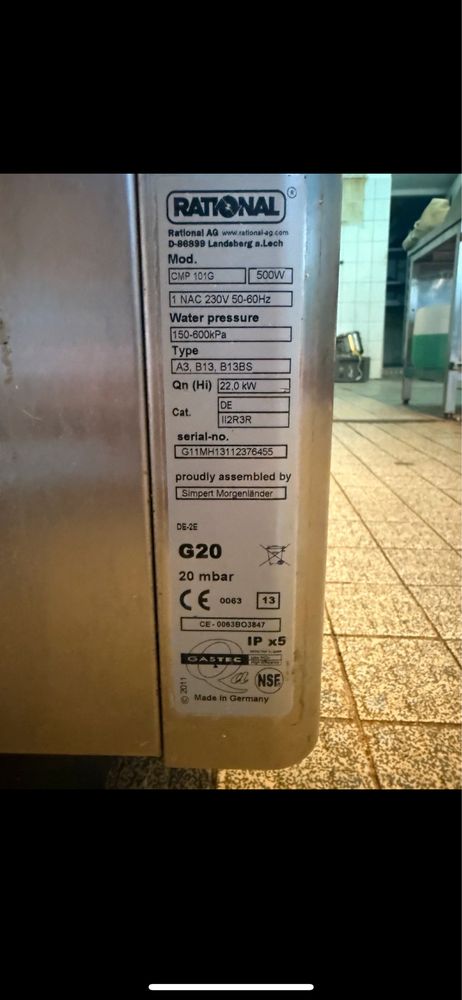 RATIONAL ®
Rational AG www.rational-ag.com
D-86899 Landsberg a.Lech
Mod.
CMP 101G 500W
1 NAC 230V 50-60Hz
Water pressure
150-600kPa
Type
A3, B13, B13BS
Qn (Hi) 22,0 kW
Cat. DE
II2R3R
serial-no.
G11MH13112376455
proudly assembled by
Simpert Morgenländer
DE-2E
G20
20 mbar
CE 0063 13
CE - 0063BO3847
IP x5
GASTEC
QA
NSF
© 2011
Made in Germany